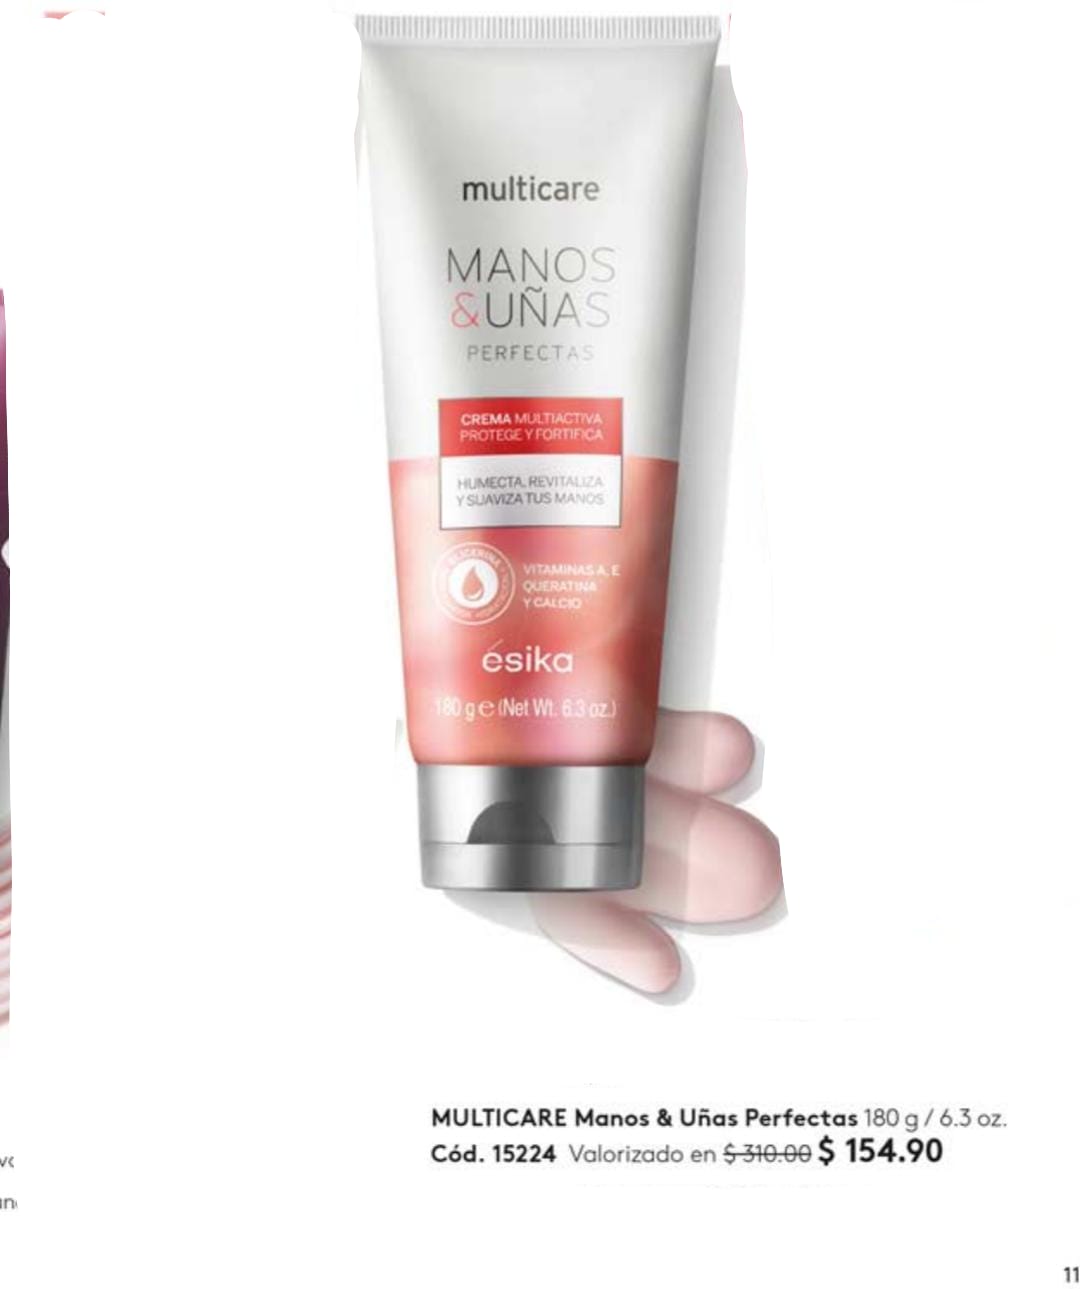 multicare
MANOS
&UÑAS
PERFECTAS
CREMA MULTIACTIVA
PROTEGE Y FORTIFICA
HUMECTA, REVITALIZA
Y SUAVIZA TUS MANOS
GLICERINA
VITAMINAS A, E
QUERATINA
Y CALCIO
ésika
180 g e (Net Wt. 6.3 oz.)
MULTICARE Manos & Uñas Perfectas 180 g / 6.3 oz.
Cód. 15224 Valorizado en $ 310.00 $ 154.90
11